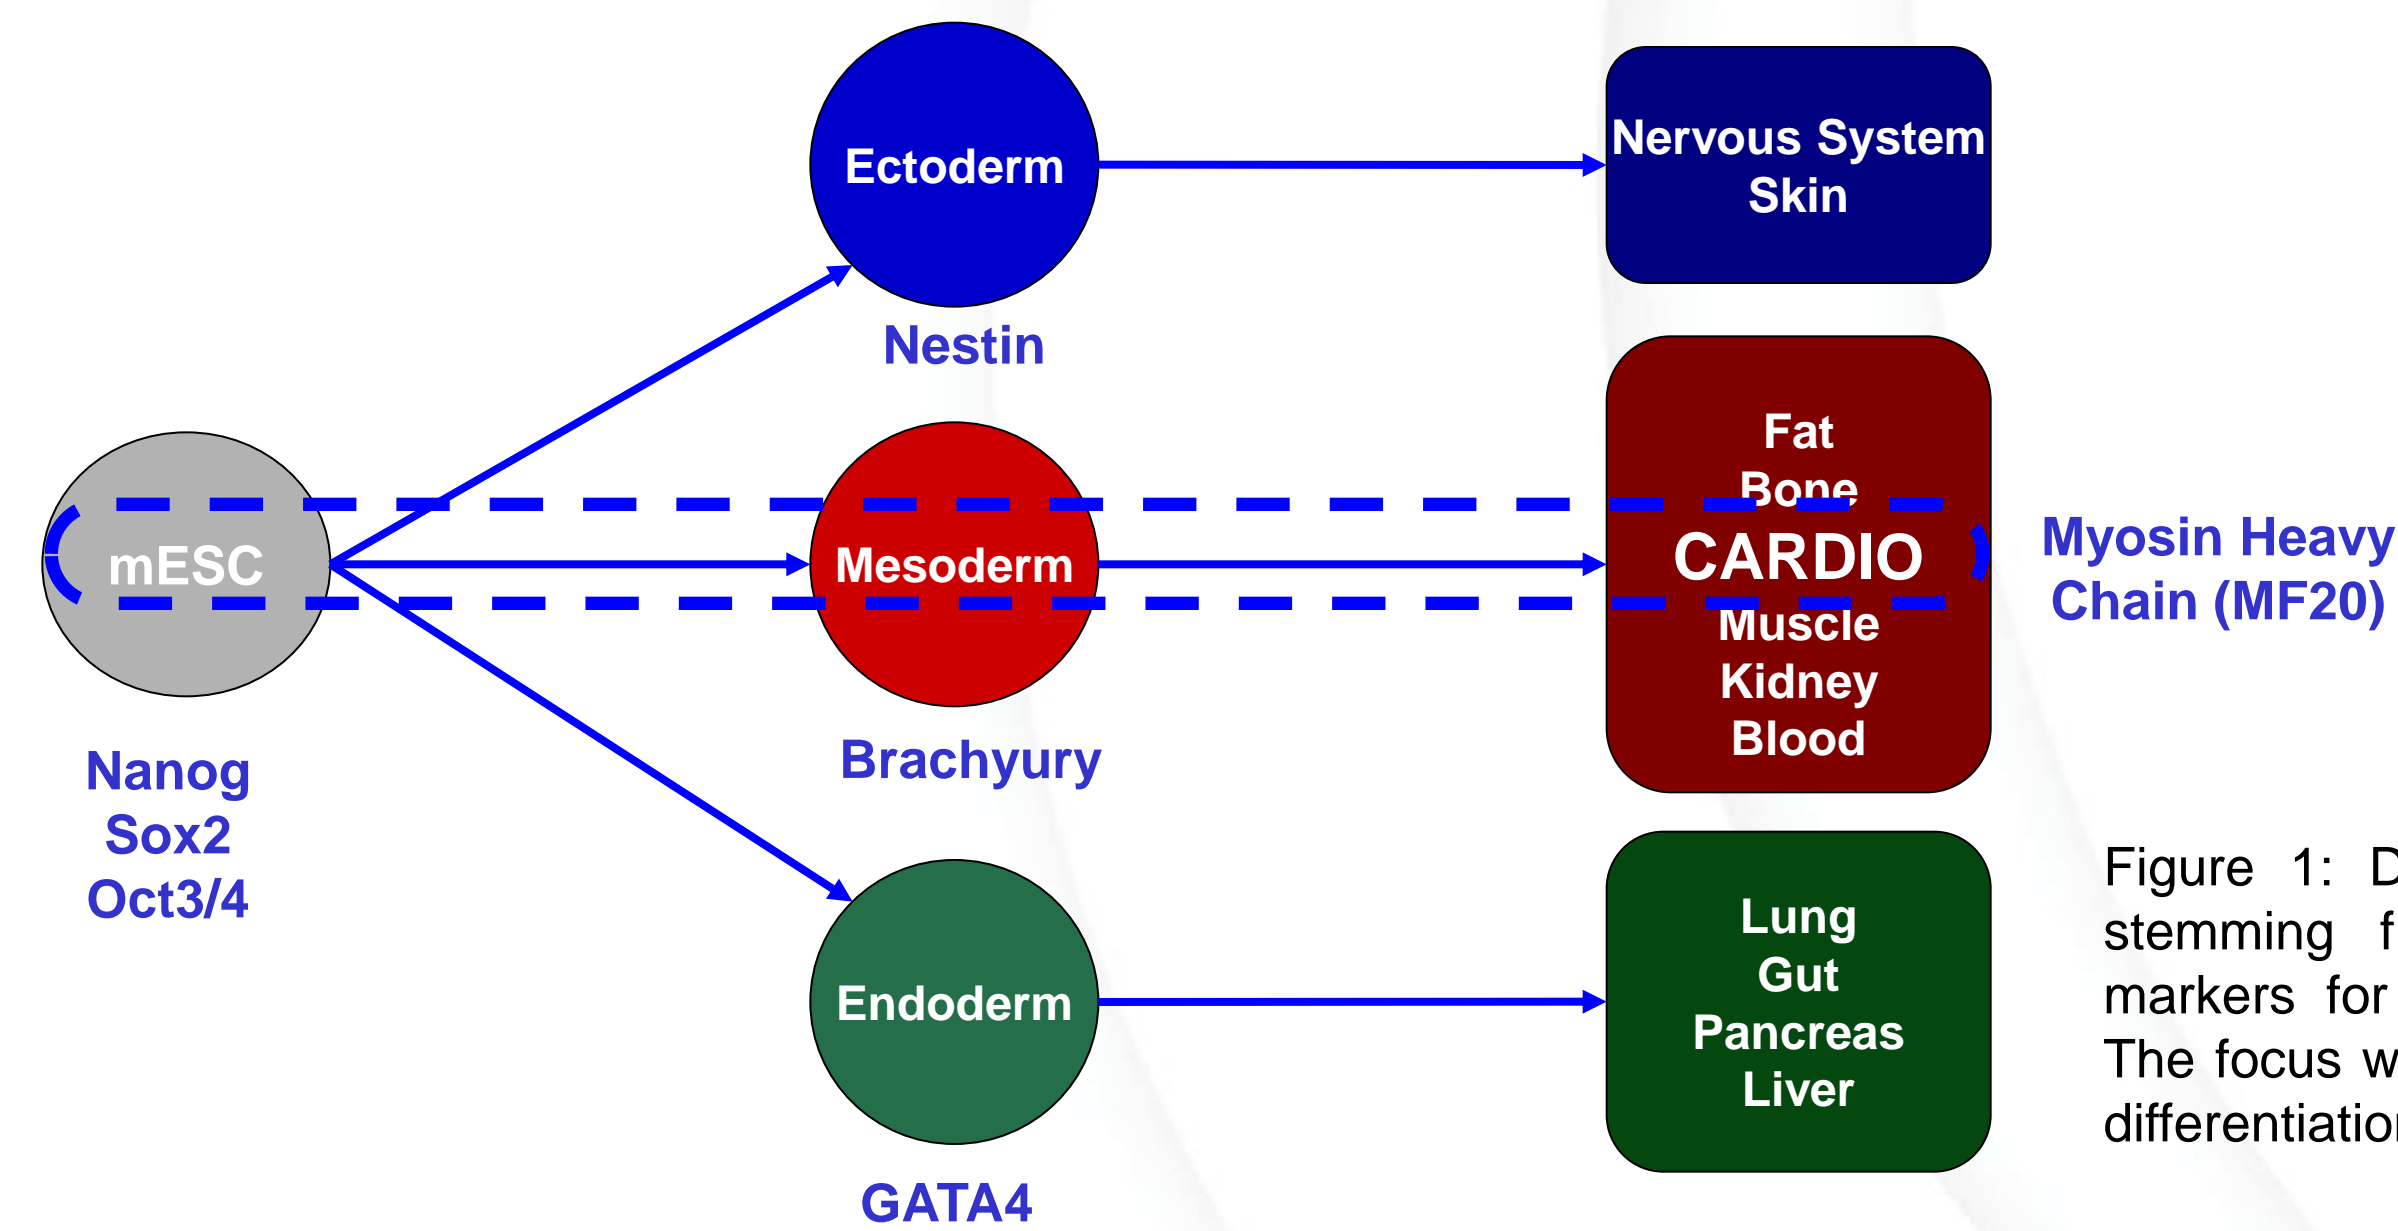 Ectoderm
Nestin
Nervous System
Skin
mESC
Nanog
Sox2
Oct3/4
Mesoderm
Brachyury
Fat
Bone
CARDIO
Muscle
Kidney
Blood
Myosin Heavy
Chain (MF20)
Endoderm
GATA4
Lung
Gut
Pancreas
Liver
Figure 1: D
stemming f
markers for
The focus w
differentiation